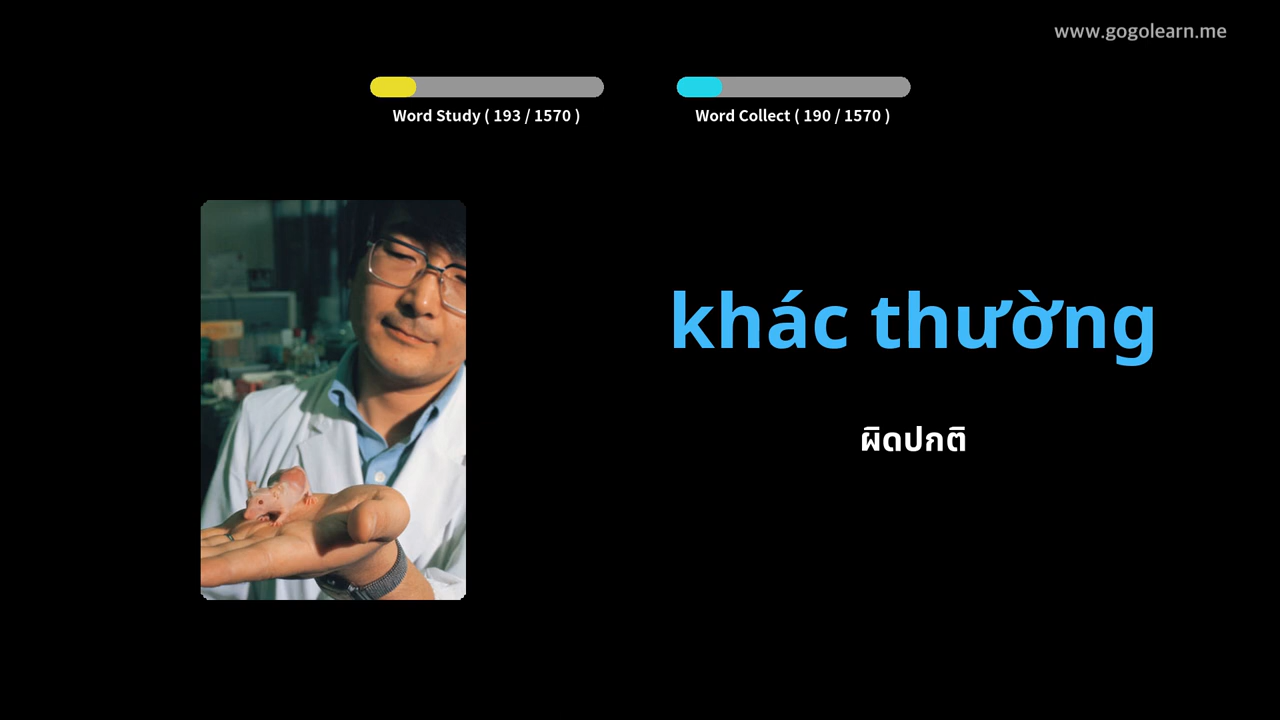 www.gogolearn.me
Word Study ( 193 / 1570 )
Word Collect ( 190 / 1570 )
khác thường
ผิดปกติ